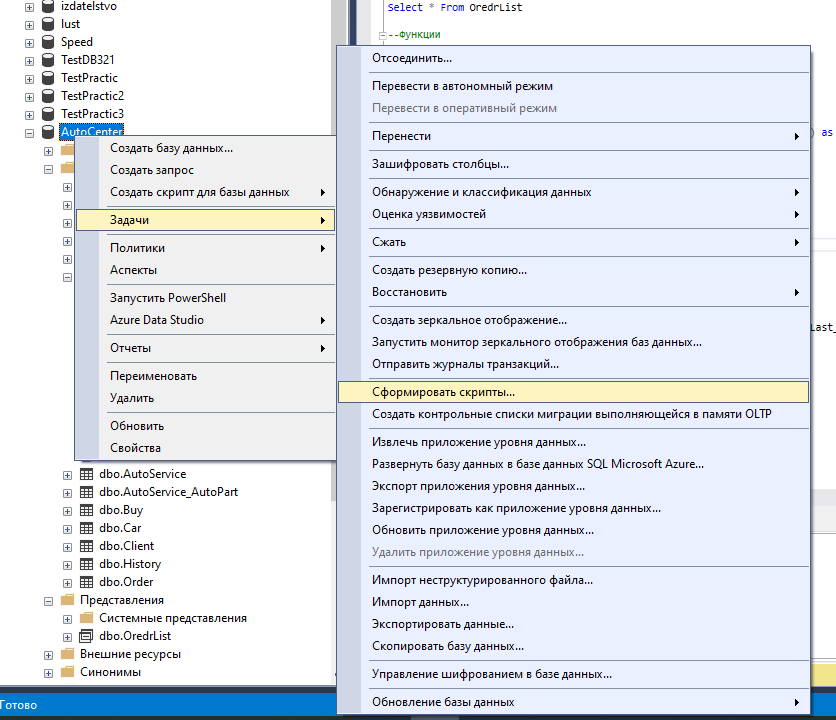 izdatelstvo
lust
Speed
TestDB321
TestPractic
TestPractic2
TestPractic3
AutoCenter
Select * From OredrList
--Функции
) as
Last_
Создать базу данных...
Создать запрос
Создать скрипт для базы данных
Задачи
Политики
Аспекты
Запустить PowerShell
Azure Data Studio
Отчеты
Переименовать
Удалить
Обновить
Свойства
Отсоединить...
Перевести в автономный режим
Перевести в оперативный режим
Перенести
Зашифровать столбцы...
Обнаружение и классификация данных
Оценка уязвимостей
Сжать
Создать резервную копию...
Восстановить
Создать зеркальное отображение...
Запустить монитор зеркального отображения баз данных...
Отправить журналы транзакций...
Сформировать скрипты...
Создать контрольные списки миграции выполняющейся в памяти OLTP
Извлечь приложение уровня данных...
Развернуть базу данных в базе данных SQL Microsoft Azure...
Экспорт приложения уровня данных...
Зарегистрировать как приложение уровня данных...
Обновить приложение уровня данных...
Удалить приложение уровня данных...
Импорт неструктурированного файла...
Импорт данных...
Экспортировать данные...
Скопировать базу данных...
Управление шифрованием в базе данных...
Обновление базы данных
dbo.AutoService
dbo.AutoService_AutoPart
dbo.Buy
dbo.Car
dbo.Client
dbo.History
dbo.Order
Представления
Системные представления
dbo.OredrList
Внешние ресурсы
Синонимы
Готово